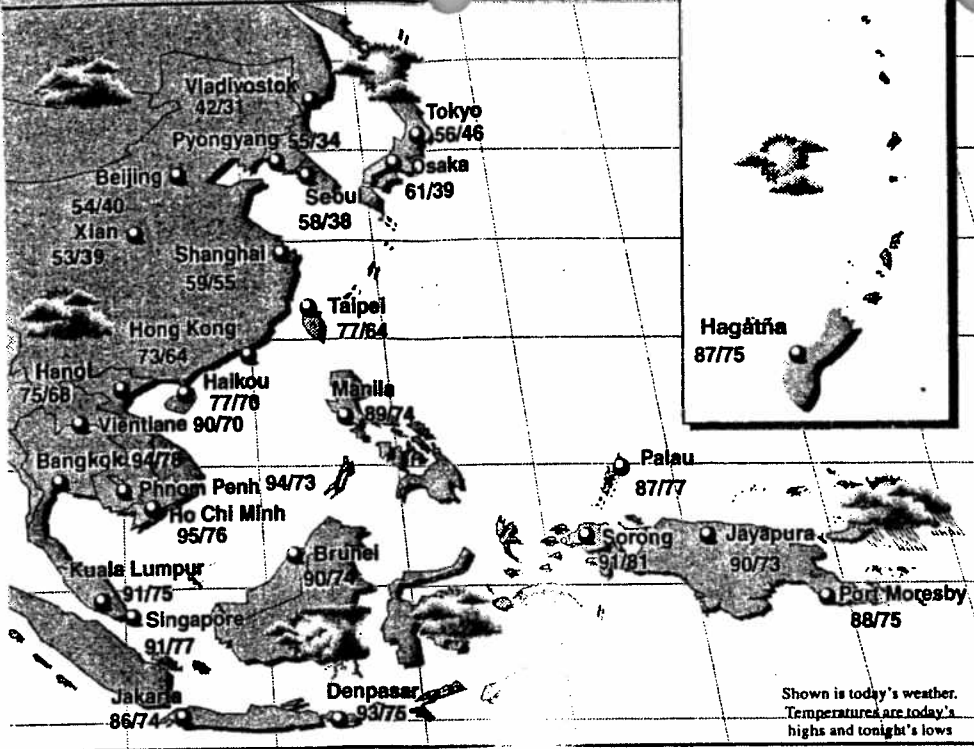 Vladivostok
42/31
Tokyo
56/46
Pyongyang 55/34
Osaka
61/39
Beijing
54/40
Seoul
58/38
Xian
53/39
Shanghai
59/55
Taipei
77/64
Hong Kong
73/64
Hagåtña
87/75
Hanoi
75/68
Haikou
77/70
Manila
89/74
Vientiane 90/70
Bangkok 94/78
Palau
87/77
Phnom Penh 94/73
Ho Chi Minh
95/76
Sorong
91/81
Jayapura
90/73
Brunei
90/74
Kuala Lumpur
91/75
Port Moresby
88/75
Singapore
91/77
Jakarta
86/74
Denpasar
93/75
Shown is today's weather.
Temperatures are today's
highs and tonight's lows